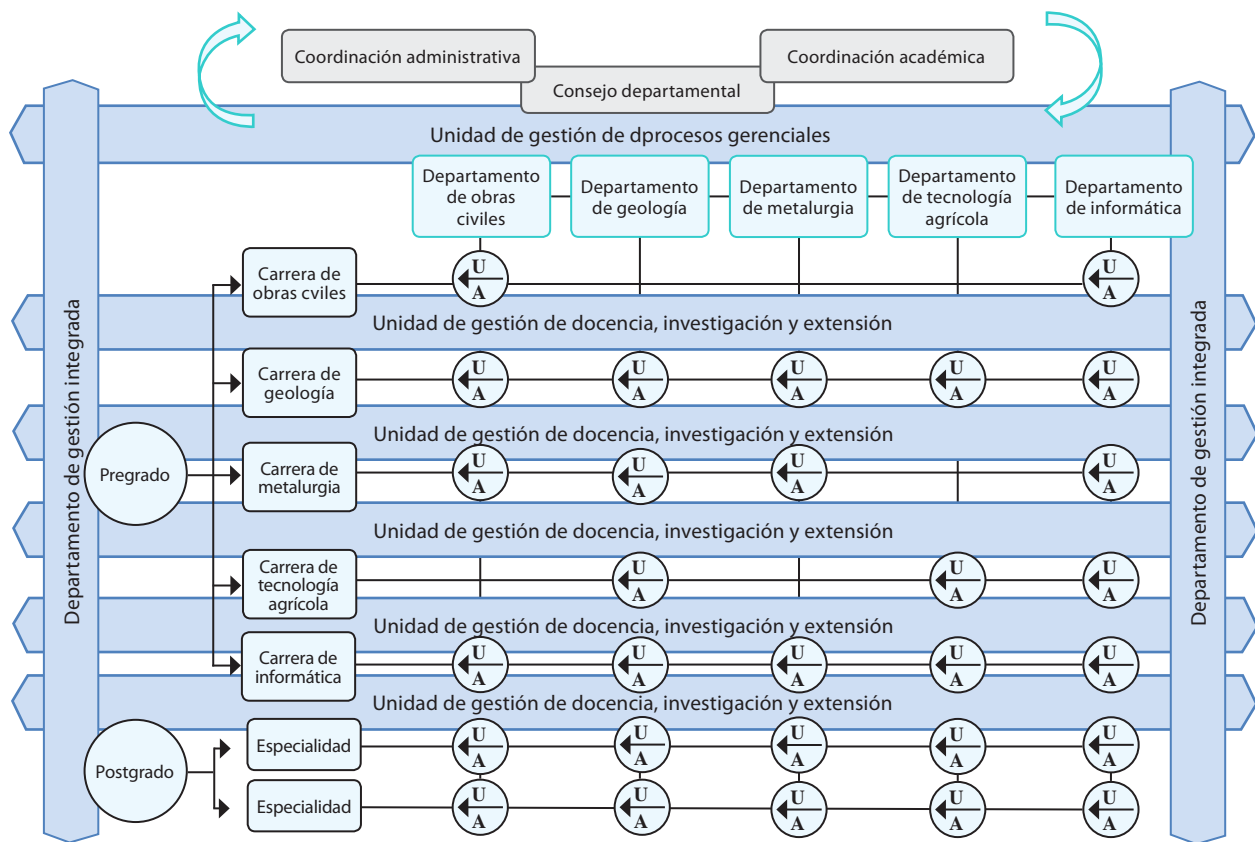 Coordinación administrativa
Coordinación académica
Consejo departamental
Unidad de gestión de dprocesos gerenciales
Departamento de gestión integrada
Departamento de gestión integrada
Departamento
de obras
civiles
Departamento
de geología
Departamento
de metalurgia
Departamento
de tecnología
agrícola
Departamento
de informática
Carrera de
obras cviles
U
A
U
A
Unidad de gestión de docencia, investigación y extensión
Carrera de
geología
U
A
U
A
U
A
U
A
U
A
Unidad de gestión de docencia, investigación y extensión
Pregrado
Carrera de
metalurgia
U
A
U
A
U
A
U
A
Unidad de gestión de docencia, investigación y extensión
Carrera de
tecnología
agrícola
U
A
U
A
U
A
Unidad de gestión de docencia, investigación y extensión
Carrera de
informática
U
A
U
A
U
A
U
A
U
A
Unidad de gestión de docencia, investigación y extensión
Postgrado
Especialidad
U
A
U
A
U
A
U
A
U
A
Especialidad
U
A
U
A
U
A
U
A
U
A